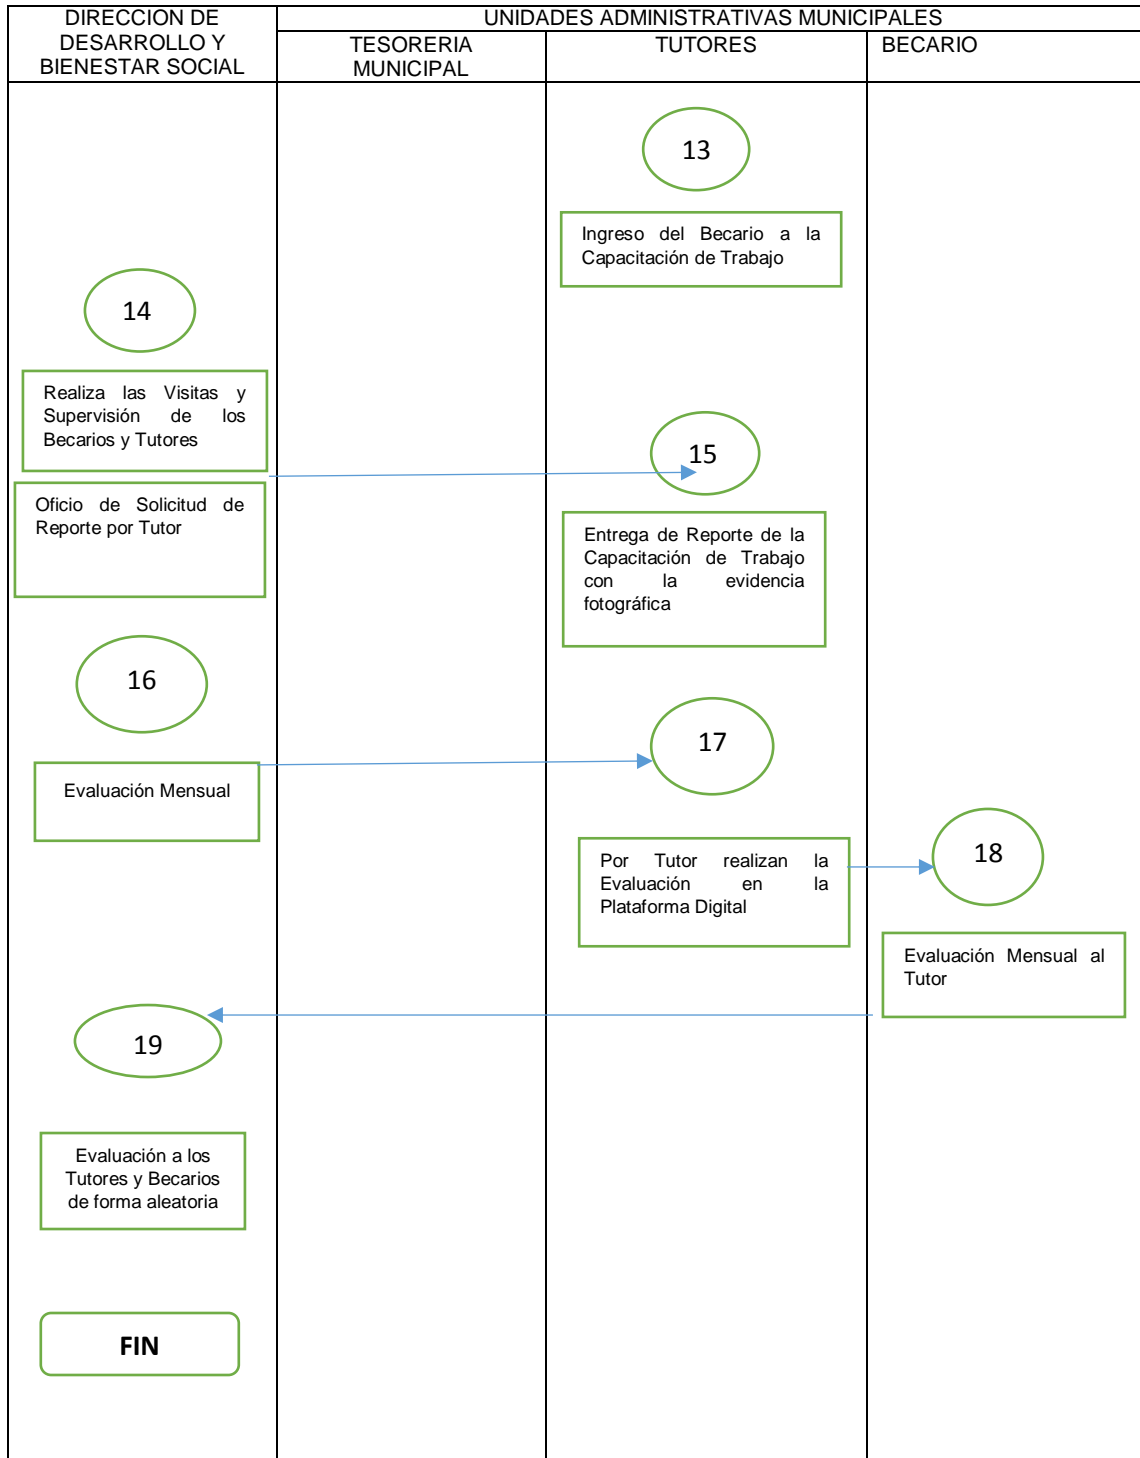 DIRECCION DE
DESARROLLO Y
BIENESTAR SOCIAL
UNIDADES ADMINISTRATIVAS MUNICIPALES
TESORERIA
MUNICIPAL
TUTORES
BECARIO
13
Ingreso del Becario a la
Capacitación de Trabajo
14
Realiza las Visitas y
Supervisión de los
Becarios y Tutores
Oficio de Solicitud de
Reporte por Tutor
15
Entrega de Reporte de la
Capacitación de Trabajo
con la evidencia
fotográfica
16
Evaluación Mensual
17
Por Tutor realizan la
Evaluación en la
Plataforma Digital
18
Evaluación Mensual al
Tutor
19
Evaluación a los
Tutores y Becarios
de forma aleatoria
FIN